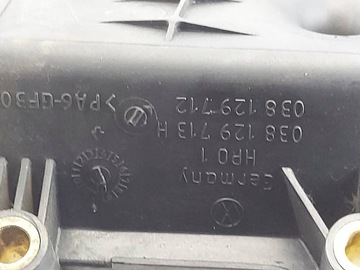 Germany
HPO 1
038 129 713 H
038 129 712
>PA6-GF30